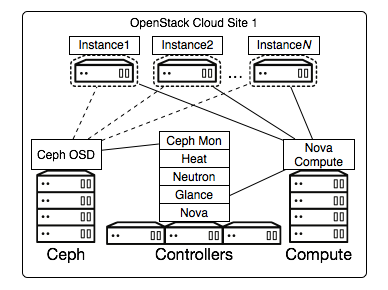 OpenStack Cloud Site 1
Instance1
Instance2
InstanceN
...
Ceph OSD
Ceph Mon
Heat
Neutron
Glance
Nova
Nova
Compute
Ceph
Controllers
Compute